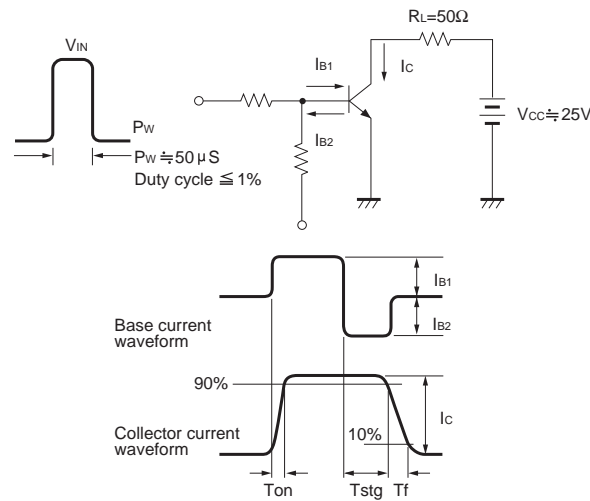 VIN
PW
PW≒50μS
Duty cycle≦1%
RL=50Ω
IB1
IC
IB2
VCC≒25V
IB1
IB2
Base current
waveform
90%
10%
IC
Collector current
waveform
Ton
Tstg
Tf